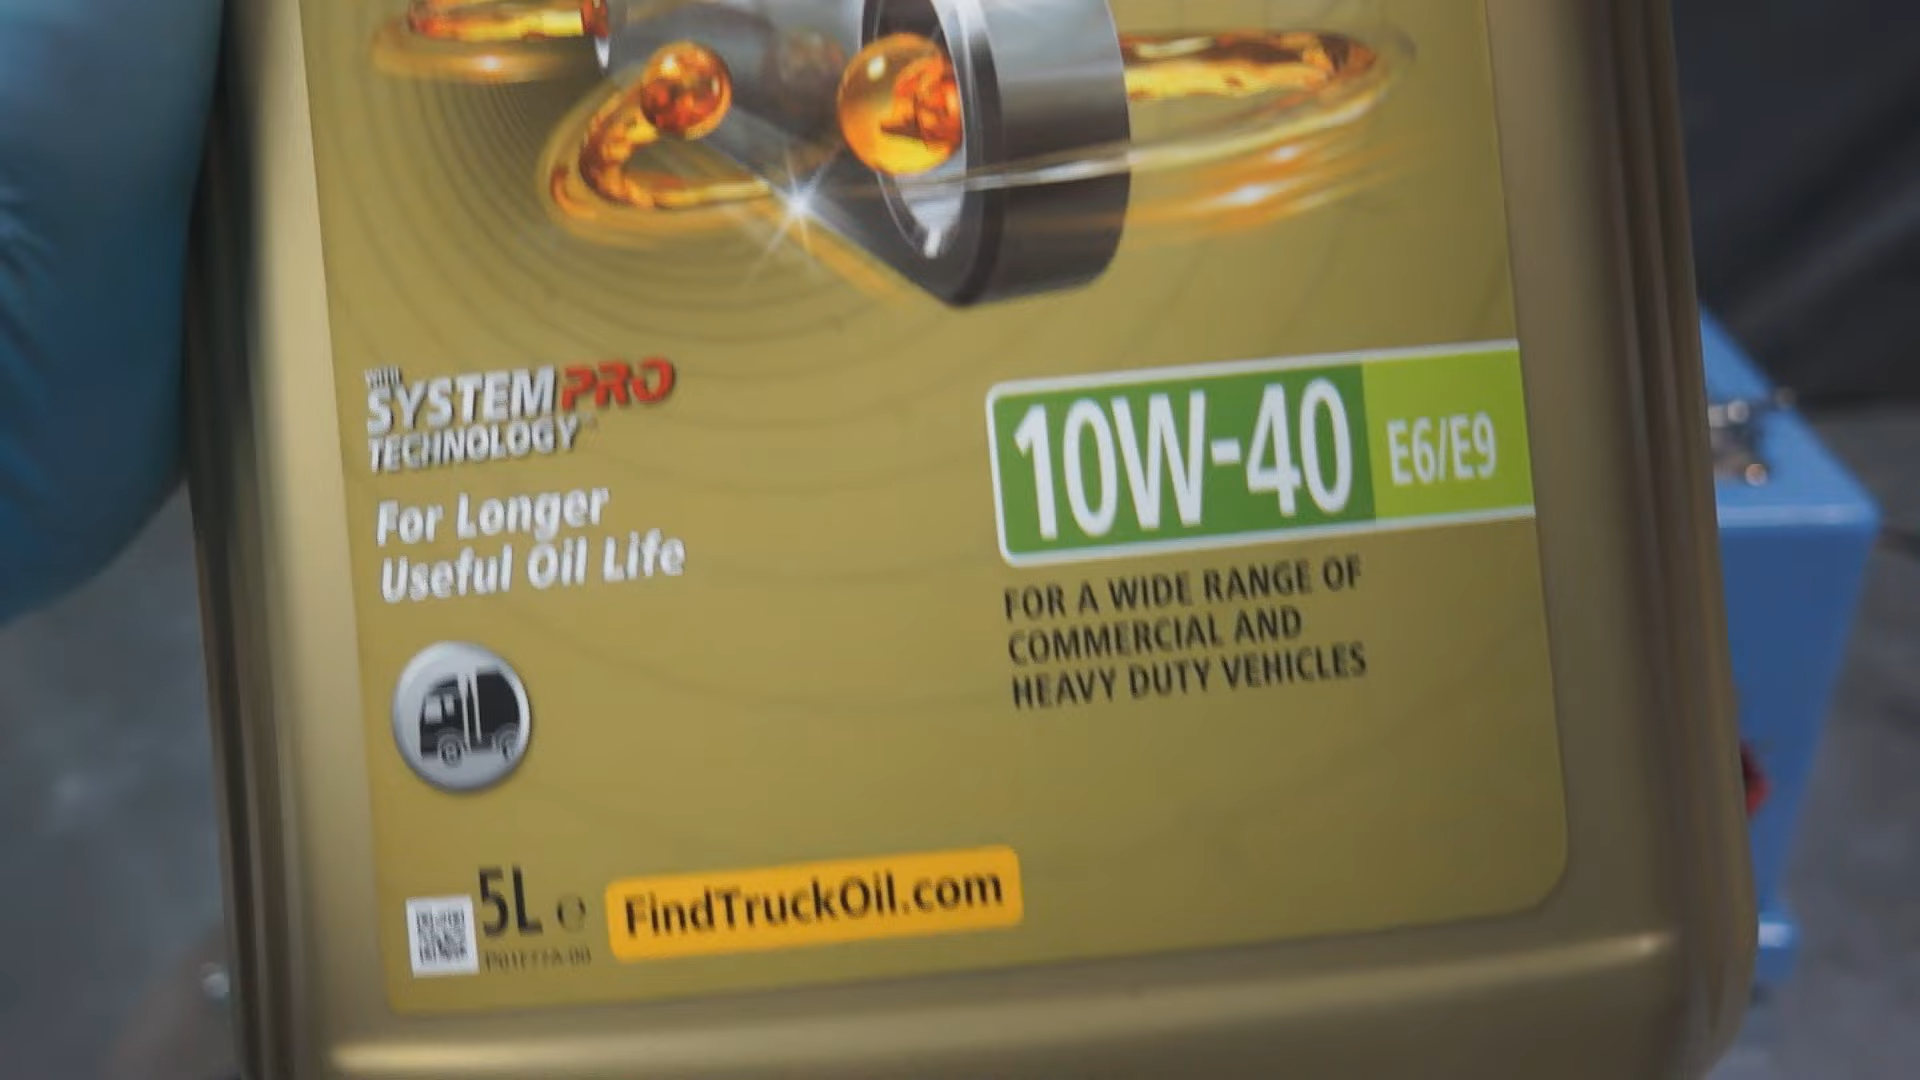 WITH
SYSTEM PRO
TECHNOLOGY
For Longer
Useful Oil Life
10W-40 E6/E9
FOR A WIDE RANGE OF
COMMERCIAL AND
HEAVY DUTY VEHICLES
5L e
FindTruckOil.com